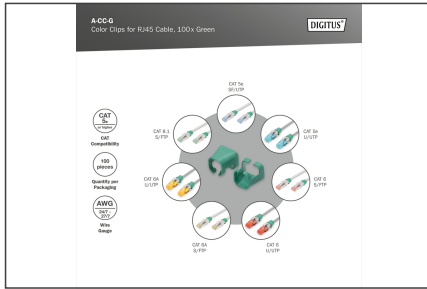 A-CC-G
Color Clips for RJ45 Cable, 100x Green
DIGITUS®
CAT 5e
SF/UTP
CAT
5e
or higher
CAT
Compatibility
CAT 8.1
S/FTP
CAT 5e
U/UTP
100
pieces
Quantity per
Packaging
CAT 6A
U/UTP
CAT 6
S/FTP
AWG
24/7 -
27/7
Wire
Gauge
CAT 6A
S/FTP
CAT 6
U/UTP